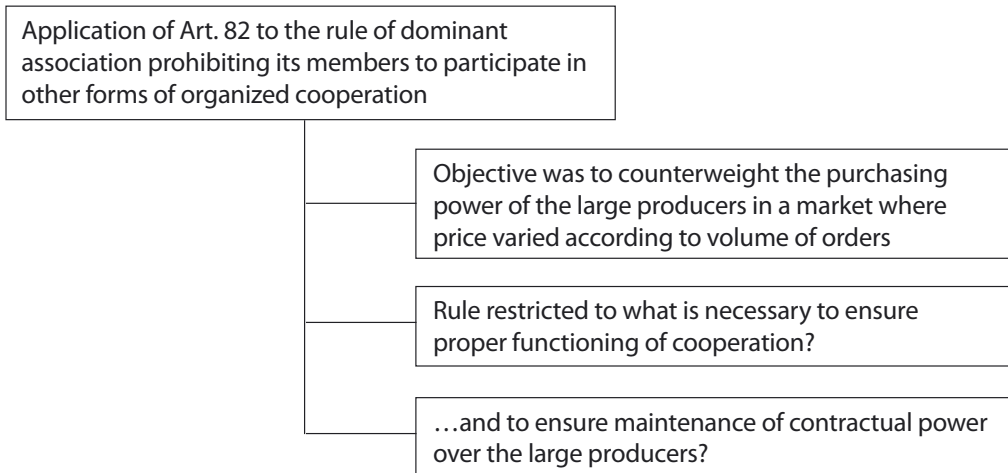 Application of Art. 82 to the rule of dominant
association prohibiting its members to participate in
other forms of organized cooperation
Objective was to counterweight the purchasing
power of the large producers in a market where
price varied according to volume of orders
Rule restricted to what is necessary to ensure
proper functioning of cooperation?
…and to ensure maintenance of contractual power
over the large producers?